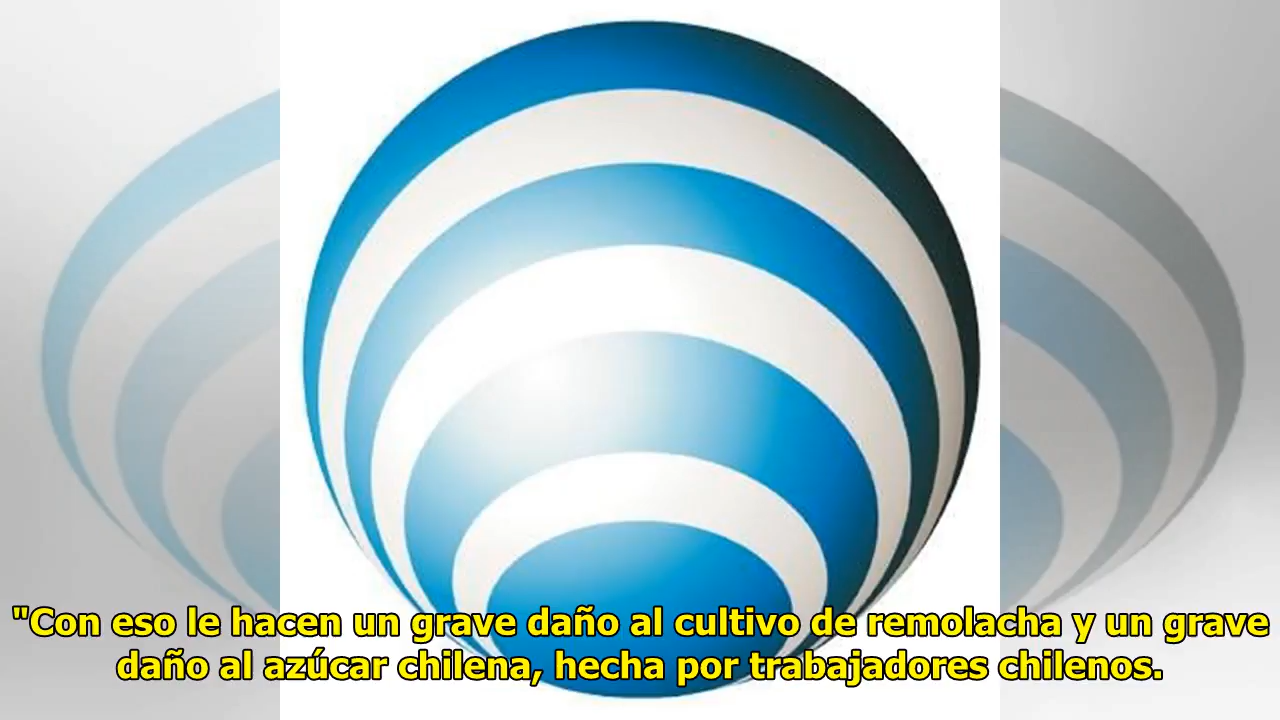 "Con eso le hacen un grave daño al cultivo de remolacha y un grave
daño al azúcar chilena, hecha por trabajadores chilenos.